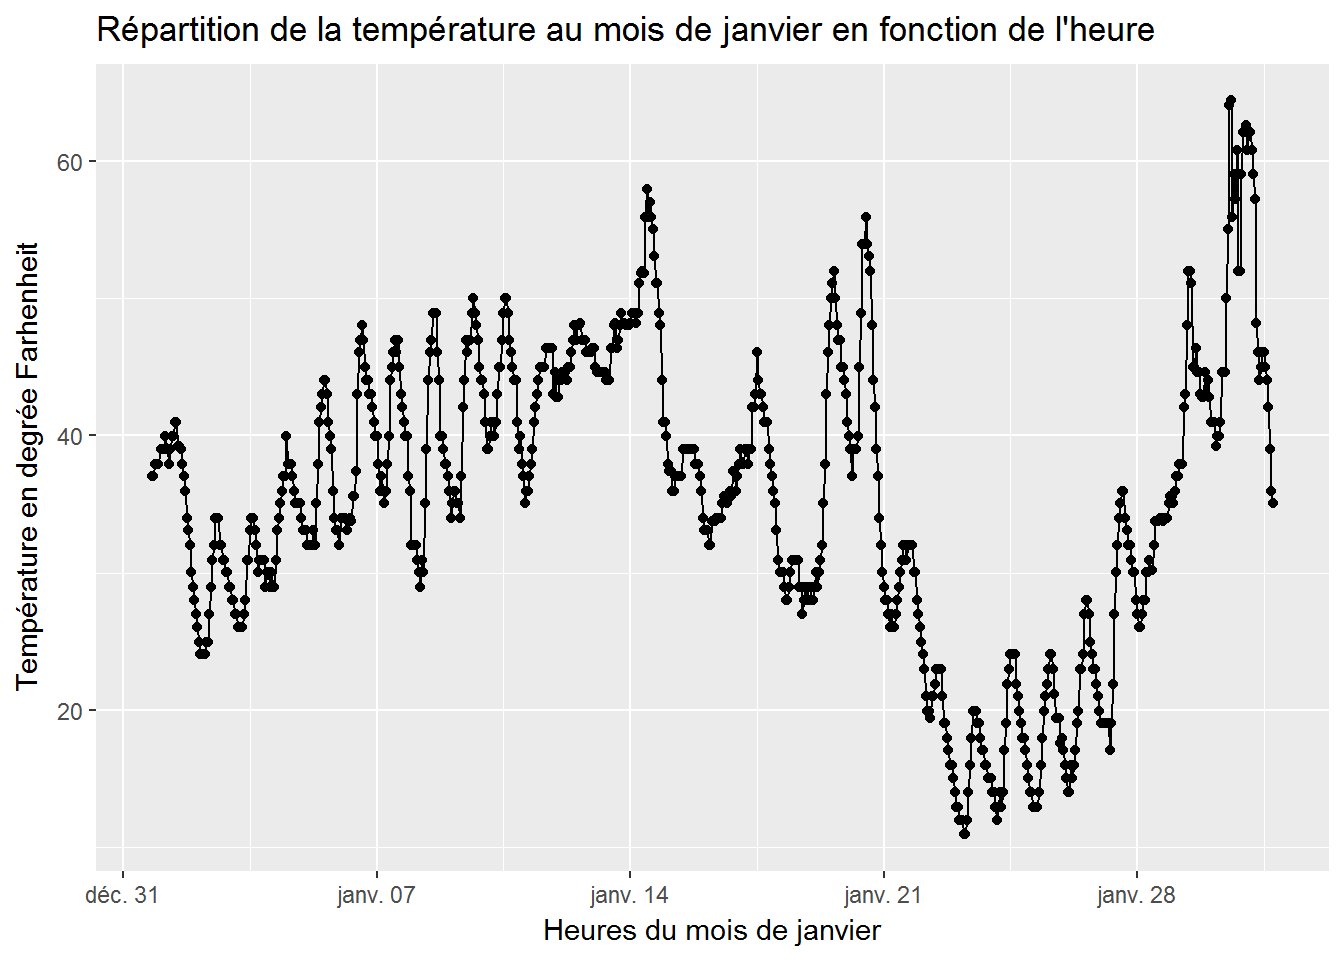 Répartition de la température au mois de janvier en fonction de l'heure
Température en degrée Farhenheit
60
40
20
déc. 31
janv. 07
janv. 14
janv. 21
janv. 28
Heures du mois de janvier